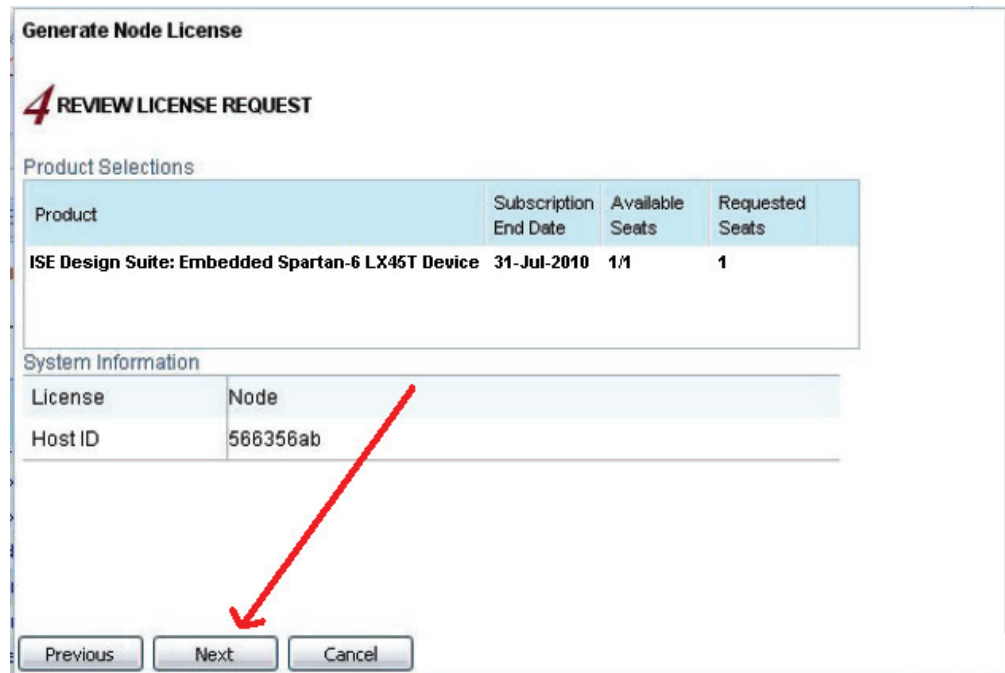 Generate Node License
4 REVIEW LICENSE REQUEST
Product Selections
Product Subscription End Date Available Seats Requested Seats
ISE Design Suite: Embedded Spartan-6 LX45T Device 31-Jul-2010 1/1 1
System Information
License Node
Host ID 566356ab
Previous Next Cancel